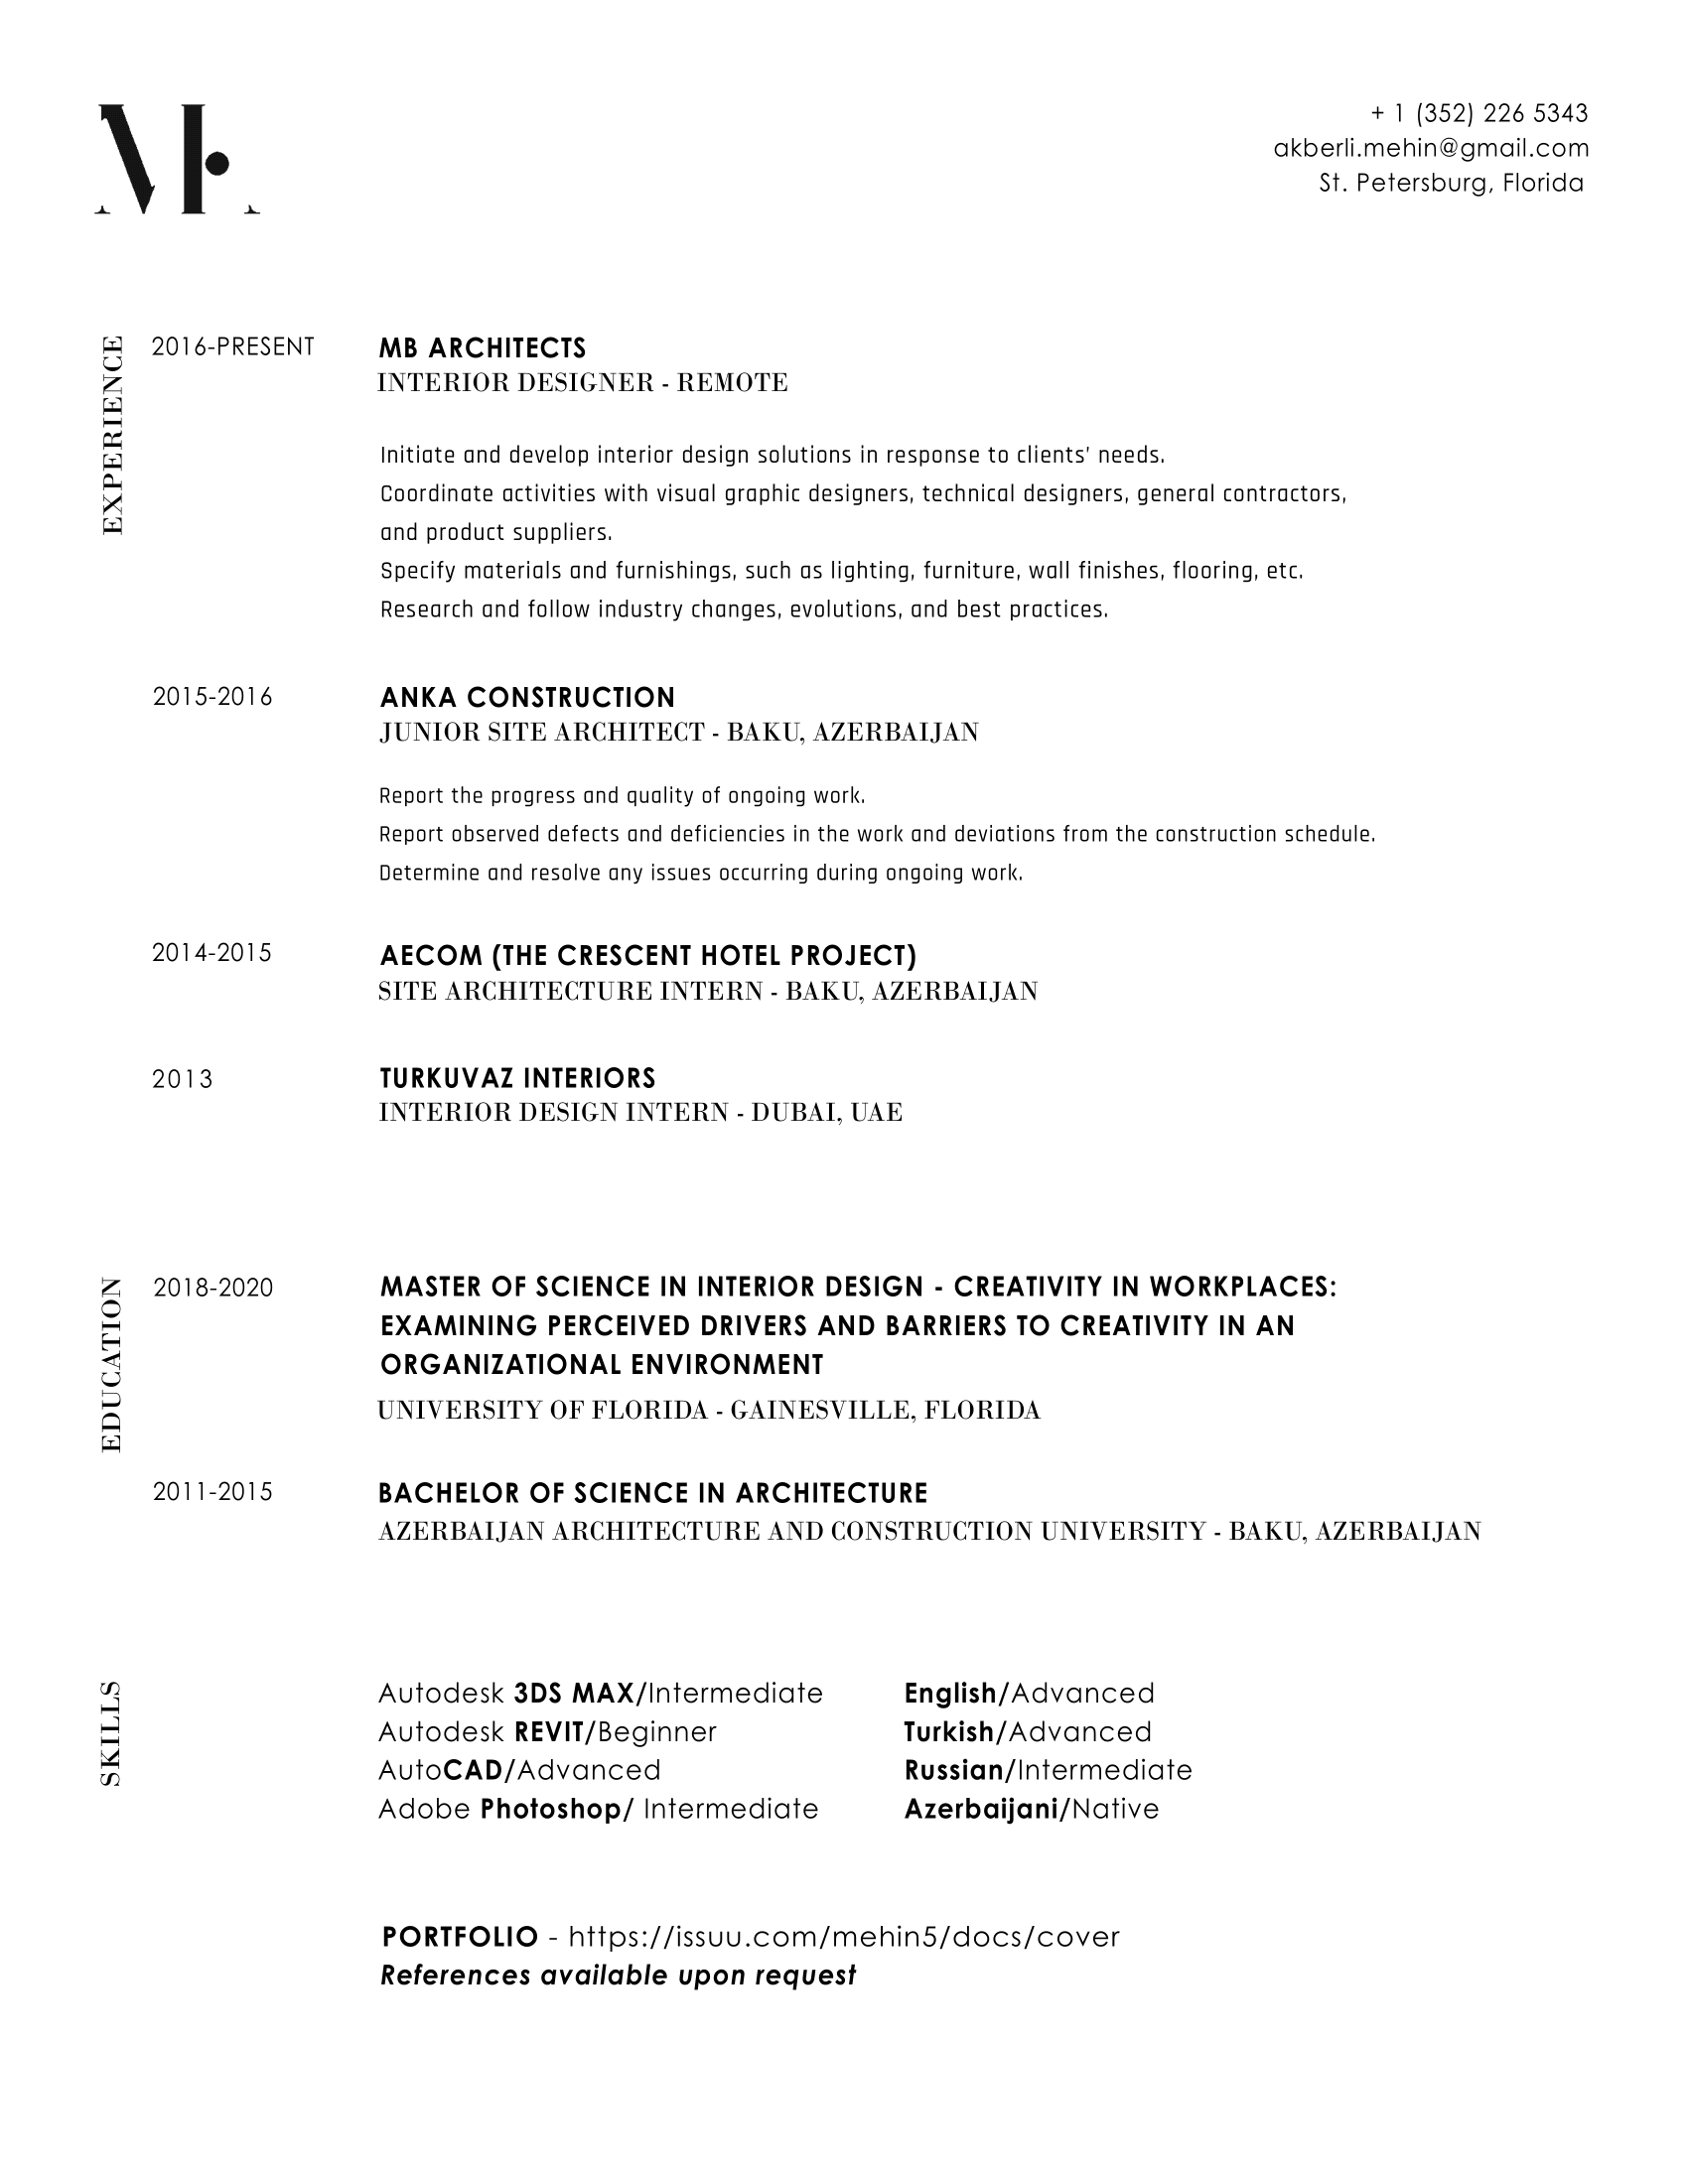 + 1 (352) 226 5343
akberli.mehin@gmail.com
St. Petersburg, Florida
EXPERIENCE
2016-PRESENT
MB ARCHITECTS
INTERIOR DESIGNER - REMOTE
Initiate and develop interior design solutions in response to clients' needs.
Coordinate activities with visual graphic designers, technical designers, general contractors,
and product suppliers.
Specify materials and furnishings, such as lighting, furniture, wall finishes, flooring, etc.
Research and follow industry changes, evolutions, and best practices.
2015-2016
ANKA CONSTRUCTION
JUNIOR SITE ARCHITECT - BAKU, AZERBAIJAN
Report the progress and quality of ongoing work.
Report observed defects and deficiencies in the work and deviations from the construction schedule.
Determine and resolve any issues occurring during ongoing work.
2014-2015
AECOM (THE CRESCENT HOTEL PROJECT)
SITE ARCHITECTURE INTERN - BAKU, AZERBAIJAN
2013
TURKUVAZ INTERIORS
INTERIOR DESIGN INTERN - DUBAI, UAE
EDUCATION
2018-2020
MASTER OF SCIENCE IN INTERIOR DESIGN - CREATIVITY IN WORKPLACES:
EXAMINING PERCEIVED DRIVERS AND BARRIERS TO CREATIVITY IN AN
ORGANIZATIONAL ENVIRONMENT
UNIVERSITY OF FLORIDA - GAINESVILLE, FLORIDA
2011-2015
BACHELOR OF SCIENCE IN ARCHITECTURE
AZERBAIJAN ARCHITECTURE AND CONSTRUCTION UNIVERSITY - BAKU, AZERBAIJAN
SKILLS
Autodesk 3DS MAX/Intermediate
Autodesk REVIT/Beginner
AutoCAD/Advanced
Adobe Photoshop/ Intermediate
English/Advanced
Turkish/Advanced
Russian/Intermediate
Azerbaijani/Native
PORTFOLIO - https://issuu.com/mehin5/docs/cover
References available upon request